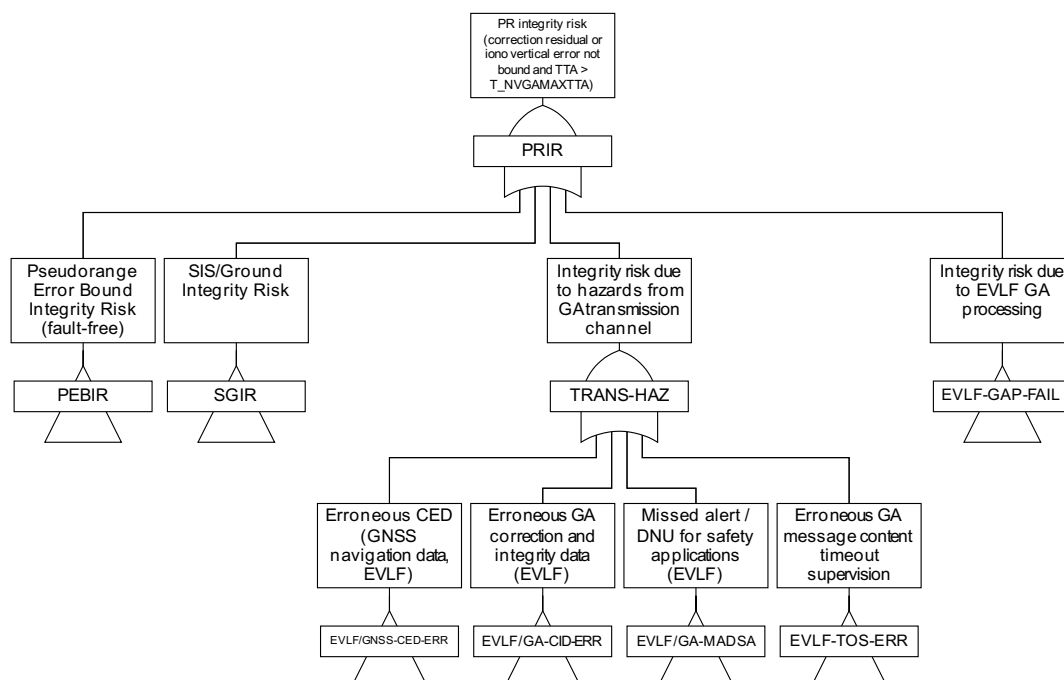 PR integrity risk
(correction residual or
iono vertical error not
bound and TTA >
T_NVGAMAXTTA)
PRIR
Pseudorange
Error Bound
Integrity Risk
(fault-free)
PEBIR
SIS/Ground
Integrity Risk
SGIR
Integrity risk due
to hazards from
GAtransmission
channel
TRANS-HAZ
Integrity risk due
to EVLF GA
processing
EVLF-GAP-FAIL
Erroneous CED
(GNSS
navigation data,
EVLF)
EVLF/GNSS-CED-ERR
Erroneous GA
correction and
integrity data
(EVLF)
EVLF/GA-CID-ERR
Missed alert /
DNU for safety
applications
(EVLF)
EVLF/GA-MADSA
Erroneous GA
message content
timeout
supervision
EVLF-TOS-ERR